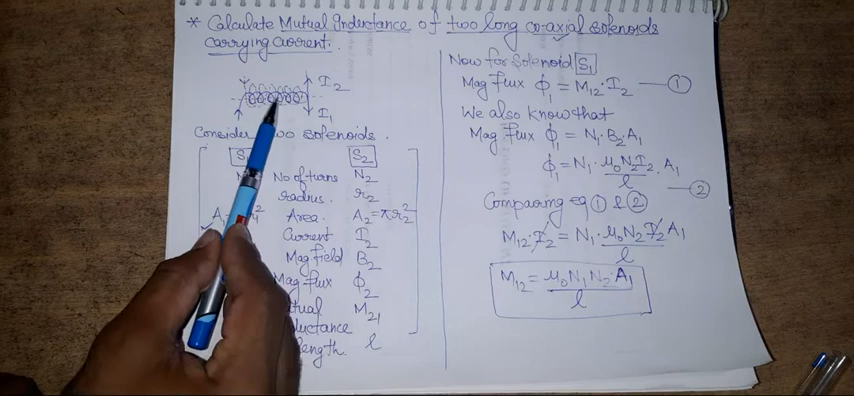 * Calculate Mutual Inductance of two long co-axial solenoids
carrying current.
I₂
I₁
Consider two solenoids.
S₁ S₂
No of turns N₂
radius. r₂
Area. A₂ = πr₂²
Current I₂
Mag field B₂
Mag flux ϕ₂
M₂₁
length. l
Now for Solenoid S₁
Mag flux ϕ₁ = M₁₂·I₂ — ①
We also know that
Mag flux ϕ₁ = N₁·B₂·A₁
ϕ₁ = N₁·μ₀N₂I₂·A₁
l — ②
Comparing eq ① & ②
M₁₂·I₂ = N₁·μ₀N₂I₂A₁
l
M₁₂ = μ₀N₁N₂·A₁
l